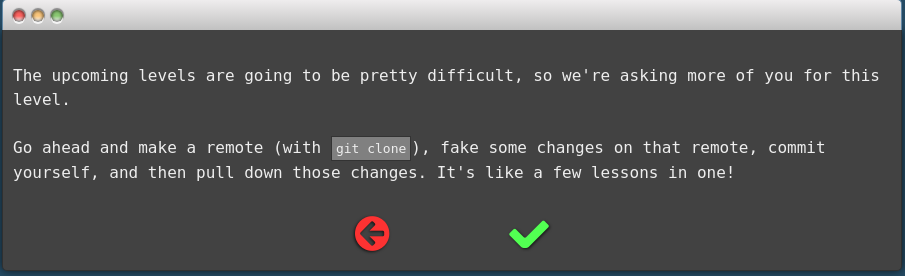 The upcoming levels are going to be pretty difficult, so we're asking more of you for this
level.
Go ahead and make a remote (with git clone), fake some changes on that remote, commit
yourself, and then pull down those changes. It's like a few lessons in one!